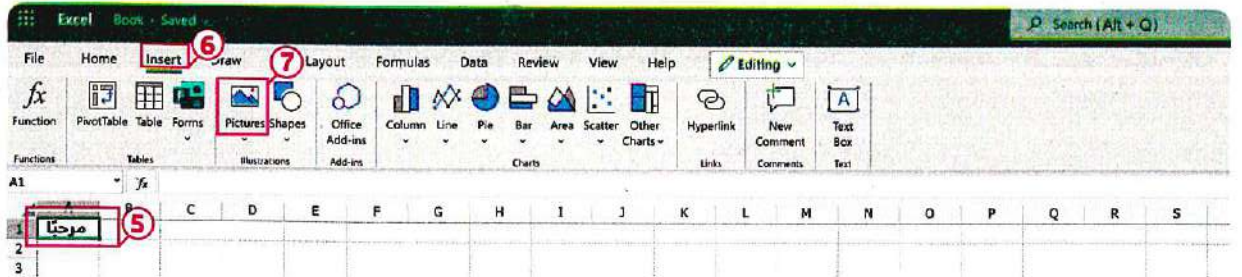 Excel Book - Saved
Search (Alt + Q)
File Home Insert Draw Layout Formulas Data Review View Help Editing
6
7
fx
Function PivotTable Table Forms Pictures Shapes Office Add-ins Column Line Pie Bar Area Scatter Other Charts Hyperlink New Comment A Text Box
Functions Tables Illustrations Add-ins Charts Links Comments Text
A1 fx
A B C D E F G H I J K L M N O P Q R S
1 مرحبًا 5
2
3